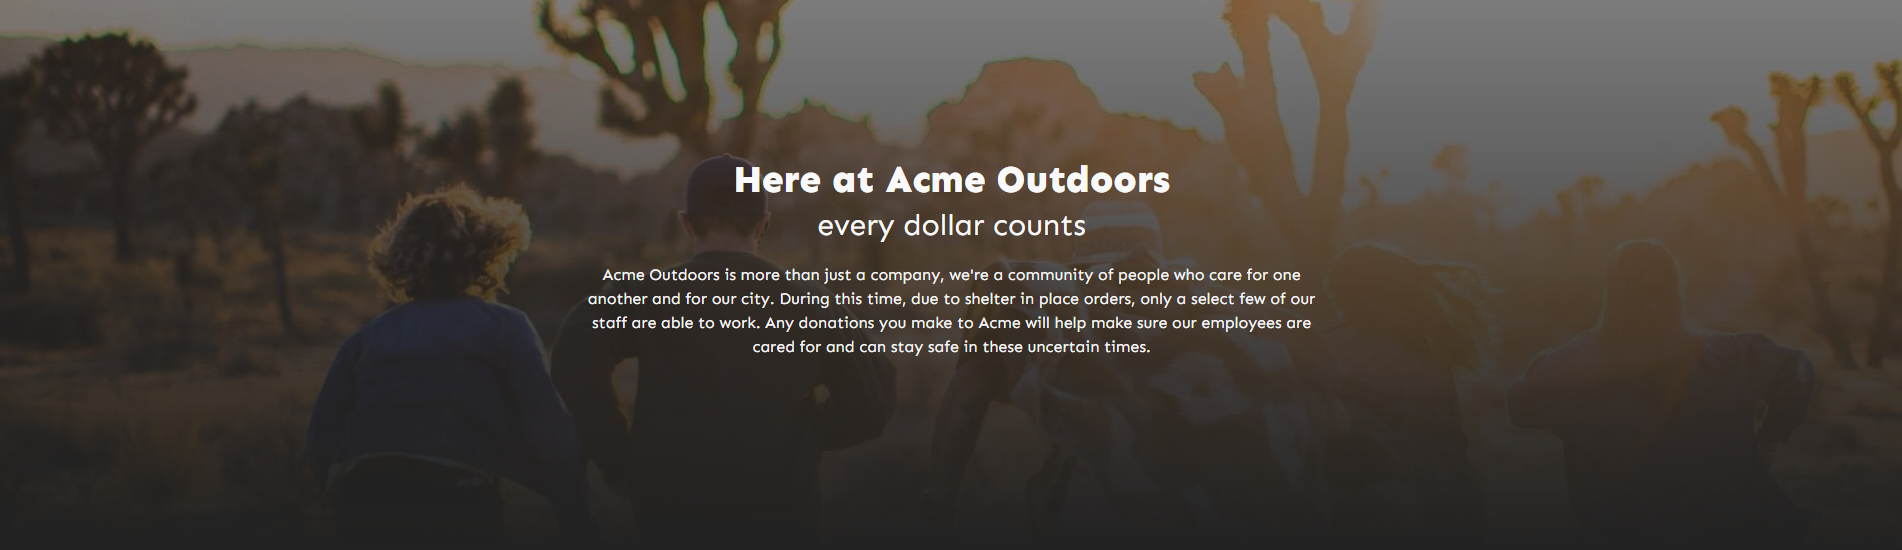 Here at Acme Outdoors
every dollar counts
Acme Outdoors is more than just a company, we're a community of people who care for one
another and for our city. During this time, due to shelter in place orders, only a select few of our
staff are able to work. Any donations you make to Acme will help make sure our employees are
cared for and can stay safe in these uncertain times.